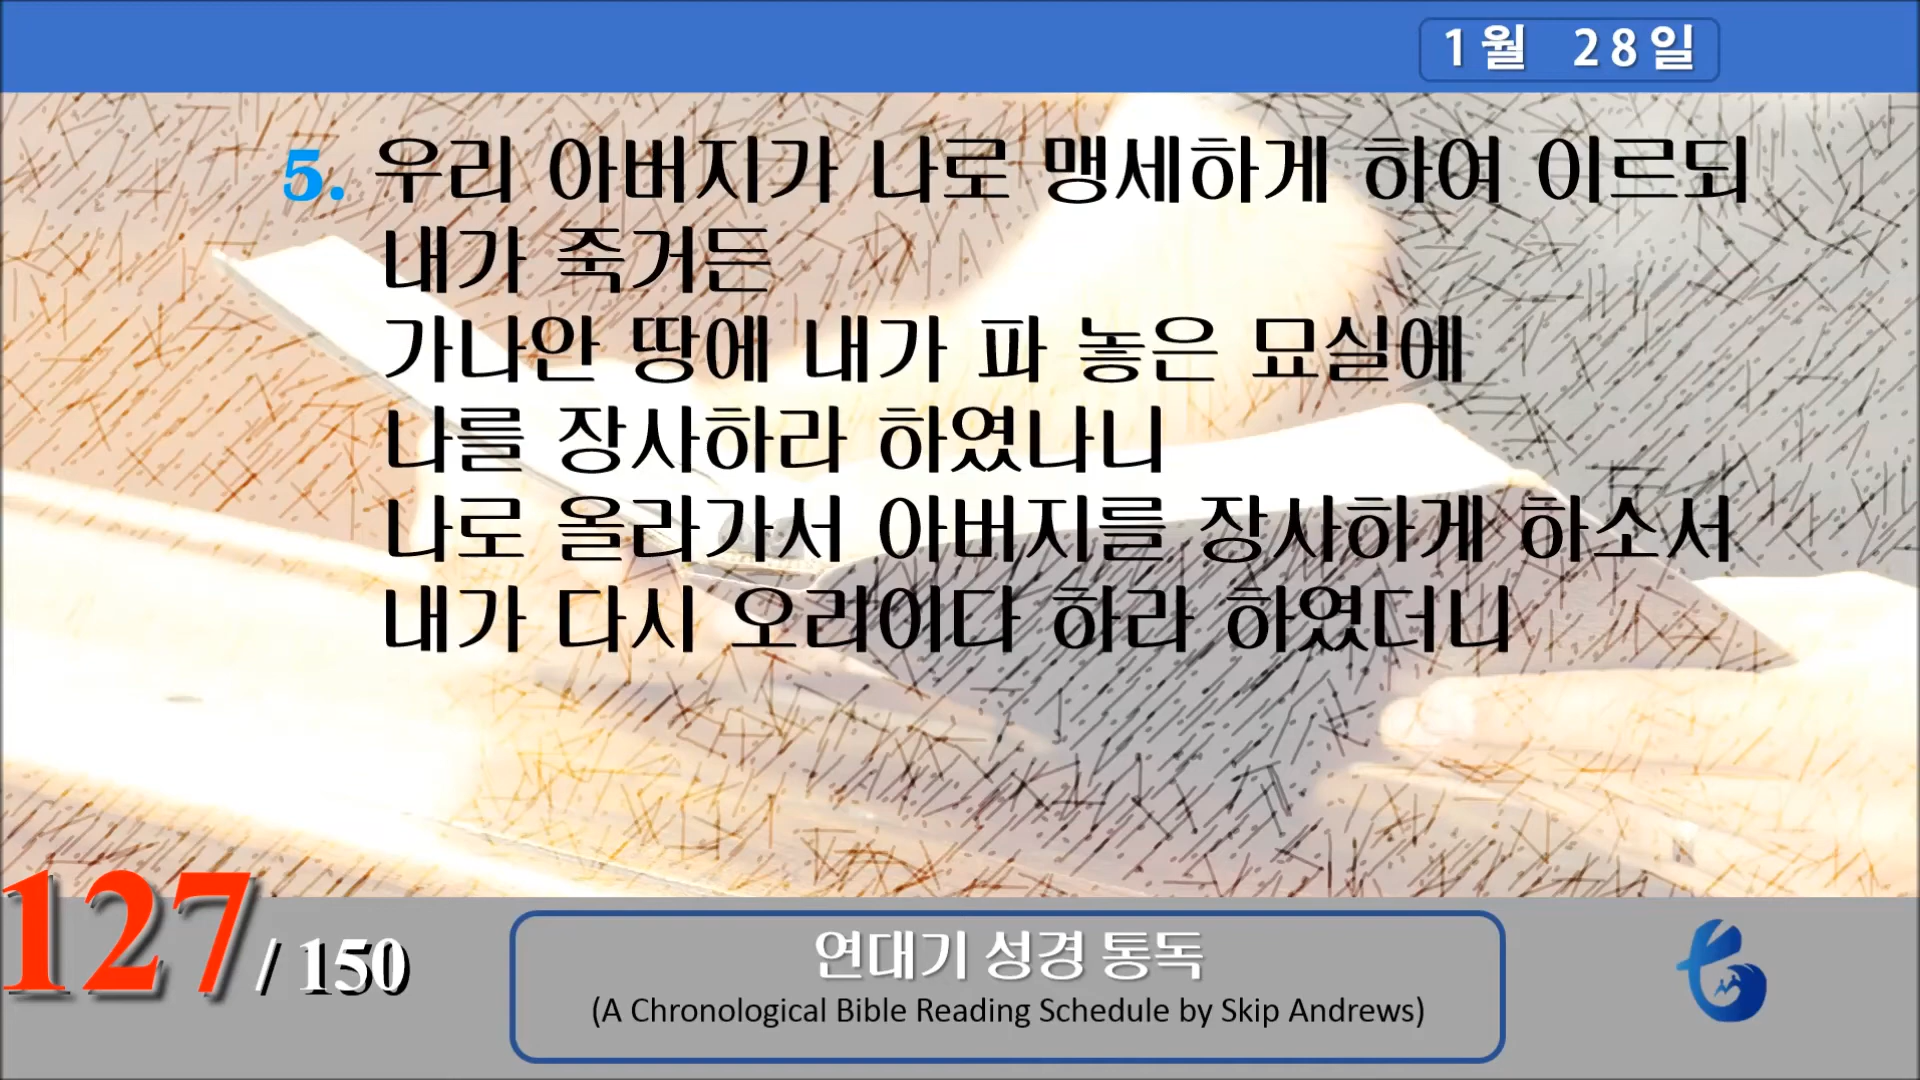 1월 28일
5. 우리 아버지가 나로 맹세하게 하여 이르되
내가 죽거든
가나안 땅에 내가 파 놓은 묘실에
나를 장사하라 하였나니
나로 올라가서 아버지를 장사하게 하소서
내가 다시 오리이다 하라 하였더니
127 / 150
연대기 성경 통독
(A Chronological Bible Reading Schedule by Skip Andrews)